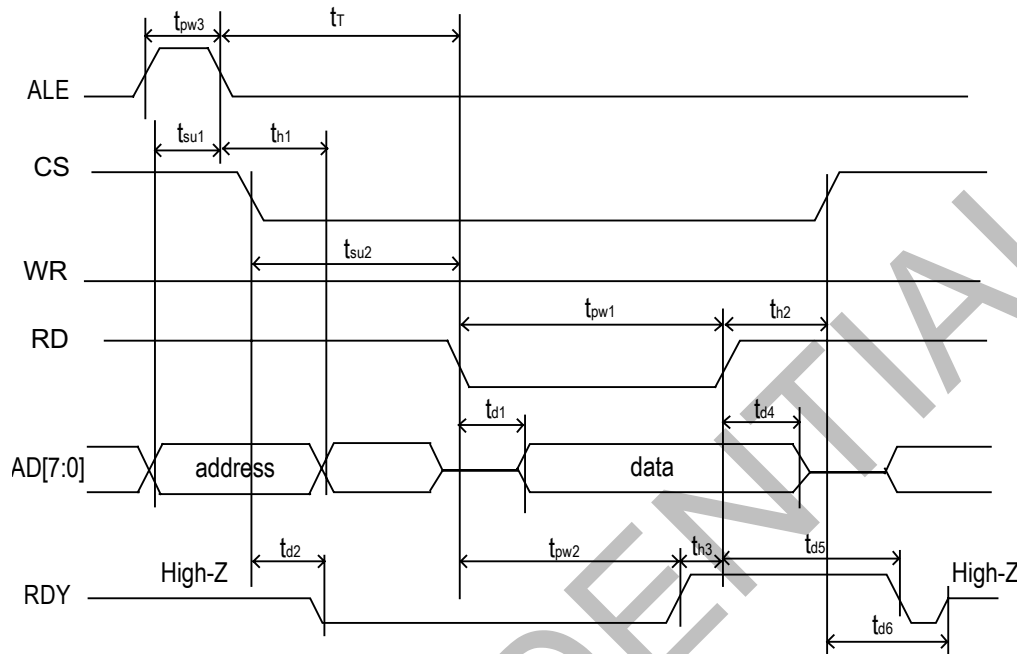 tpw3 tT
ALE
tsu1 th1
CS
tsu2
WR
tpw1 th2
RD
td1 td4
AD[7:0] address data
td2 tpw2 th3 td5
High-Z High-Z
RDY
td6
DENTIAL